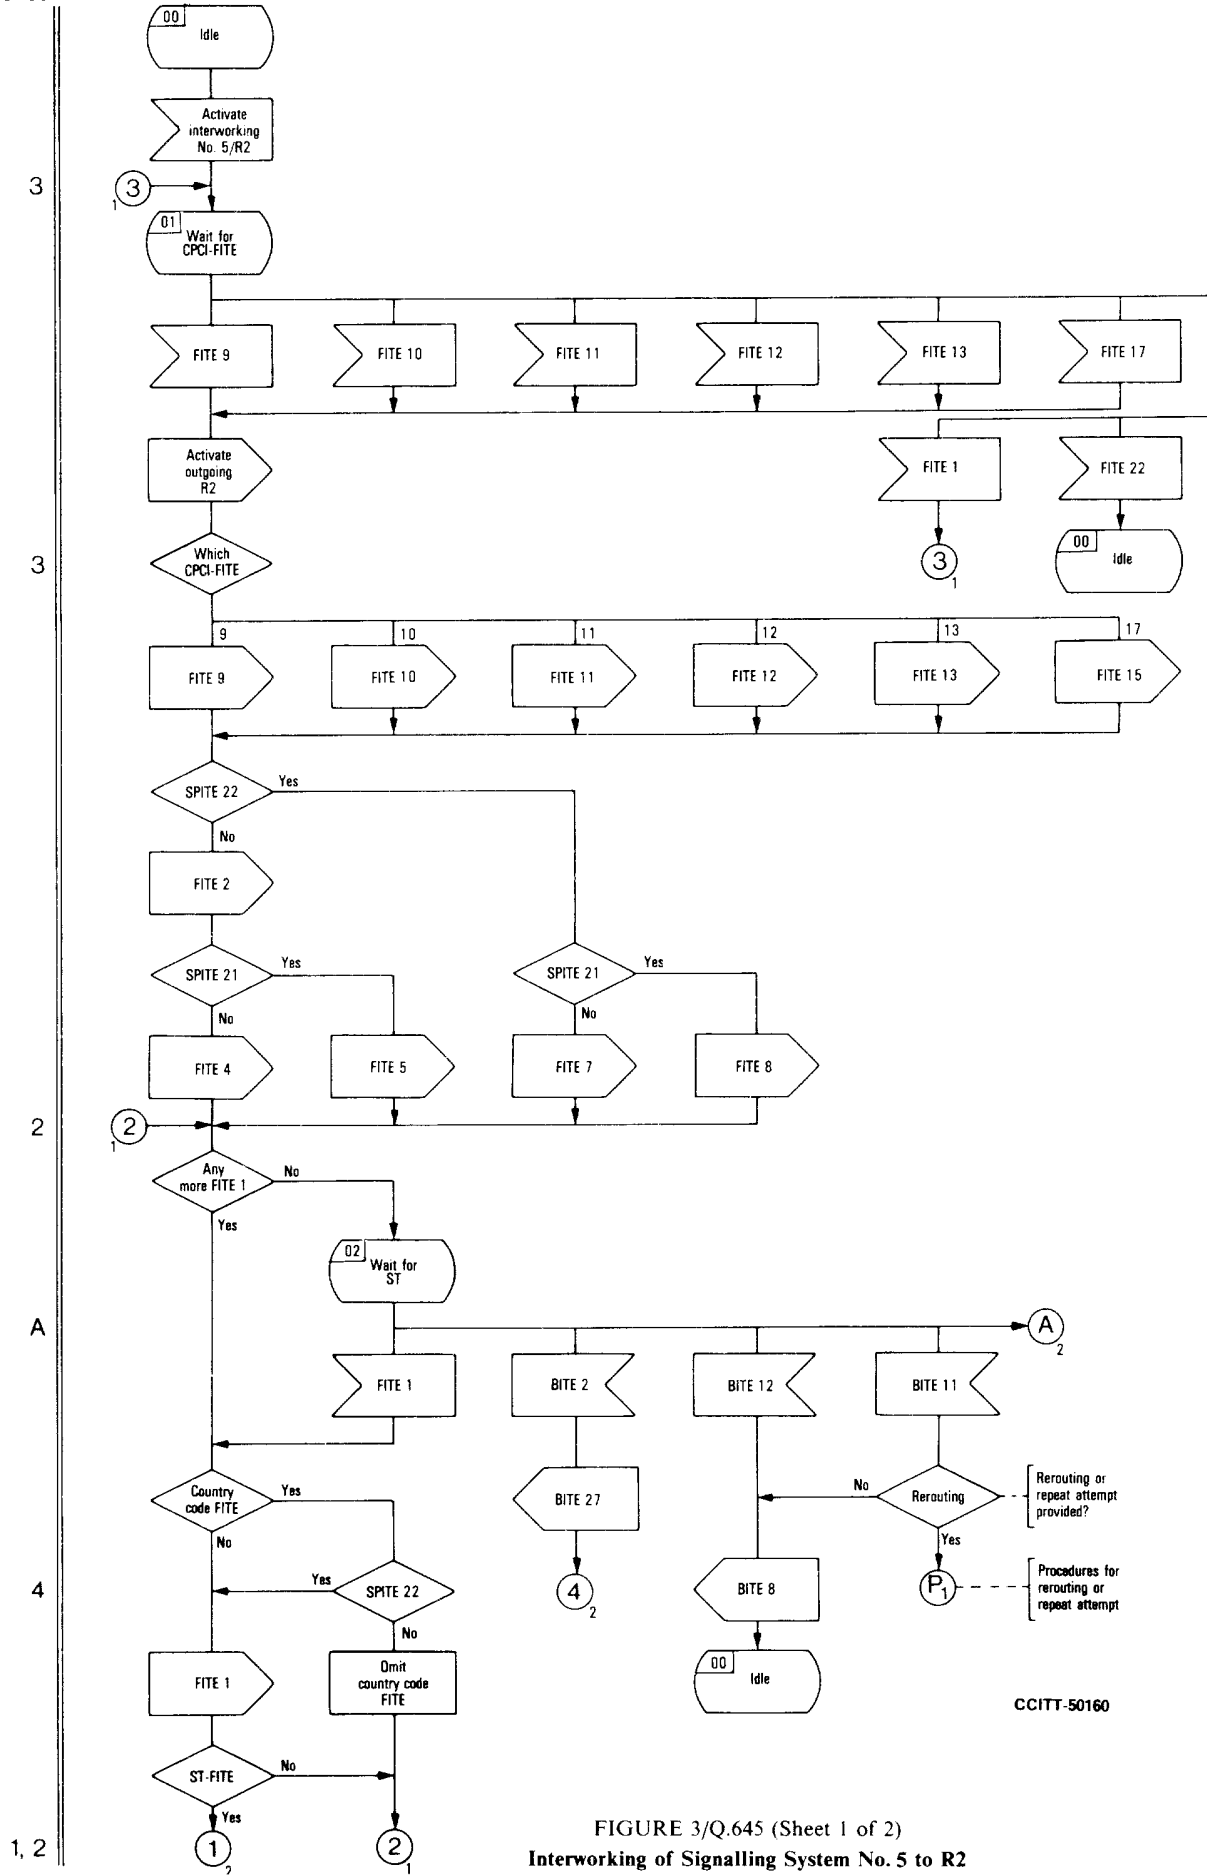 00
Idle
Activate
interworking
No. 5/R2
3
3
1
01
Wait for
CPCI-FITE
FITE 9
FITE 10
FITE 11
FITE 12
FITE 13
FITE 17
Activate
outgoing
R2
FITE 1
FITE 22
3
Which
CPCI-FITE
3
1
00
Idle
9
10
11
12
13
17
FITE 9
FITE 10
FITE 11
FITE 12
FITE 13
FITE 15
SPITE 22
Yes
No
FITE 2
SPITE 21
Yes
No
SPITE 21
Yes
No
FITE 4
FITE 5
FITE 7
FITE 8
2
2
1
Any
more FITE 1
No
Yes
02
Wait for
ST
A
A
2
FITE 1
BITE 2
BITE 12
BITE 11
Country
code FITE
Yes
No
BITE 27
No
Rerouting
Yes
Rerouting or
repeat attempt
provided?
4
Yes
SPITE 22
No
4
2
BITE 8
P1
Procedures for
rerouting or
repeat attempt
FITE 1
Omit
country code
FITE
00
Idle
CCITT-50160
ST-FITE
No
Yes
1, 2
1
2
2
1
FIGURE 3/Q.645 (Sheet 1 of 2)
Interworking of Signalling System No. 5 to R2